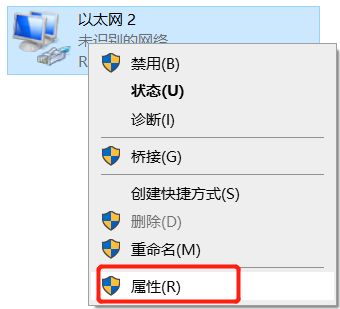 以太网 2
未识别的网络
R
禁用(B)
状态(U)
诊断(I)
桥接(G)
创建快捷方式(S)
删除(D)
重命名(M)
属性(R)